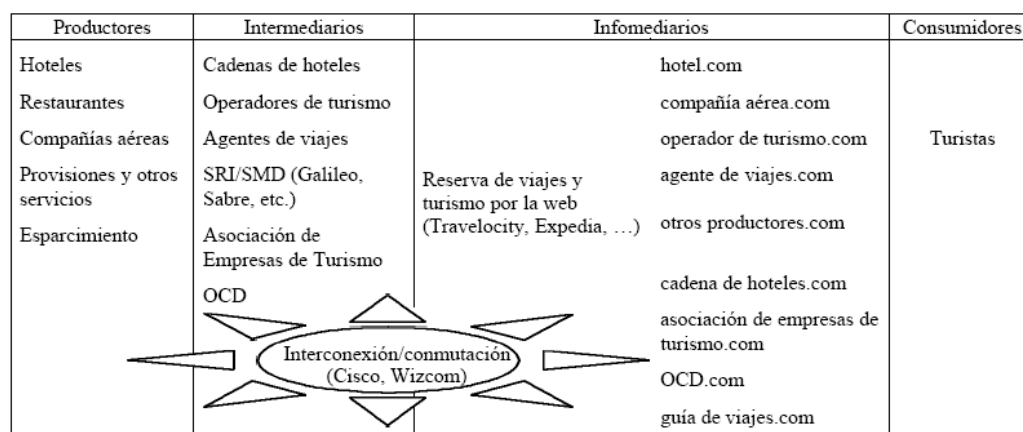 Productores
Intermediarios
Infomediarios
Consumidores
Hoteles
Restaurantes
Compañías aéreas
Provisiones y otros
servicios
Esparcimiento
Cadenas de hoteles
Operadores de turismo
Agentes de viajes
SRI/SMD (Galileo,
Sabre, etc.)
Asociación de
Empresas de Turismo
OCD
Reserva de viajes y
turismo por la web
(Travelocity, Expedia, …)
hotel.com
compañía aérea.com
operador de turismo.com
agente de viajes.com
otros productores.com
cadena de hoteles.com
asociación de empresas de
turismo.com
OCD.com
guía de viajes.com
Turistas
Interconexión/conmutación
(Cisco, Wizcom)